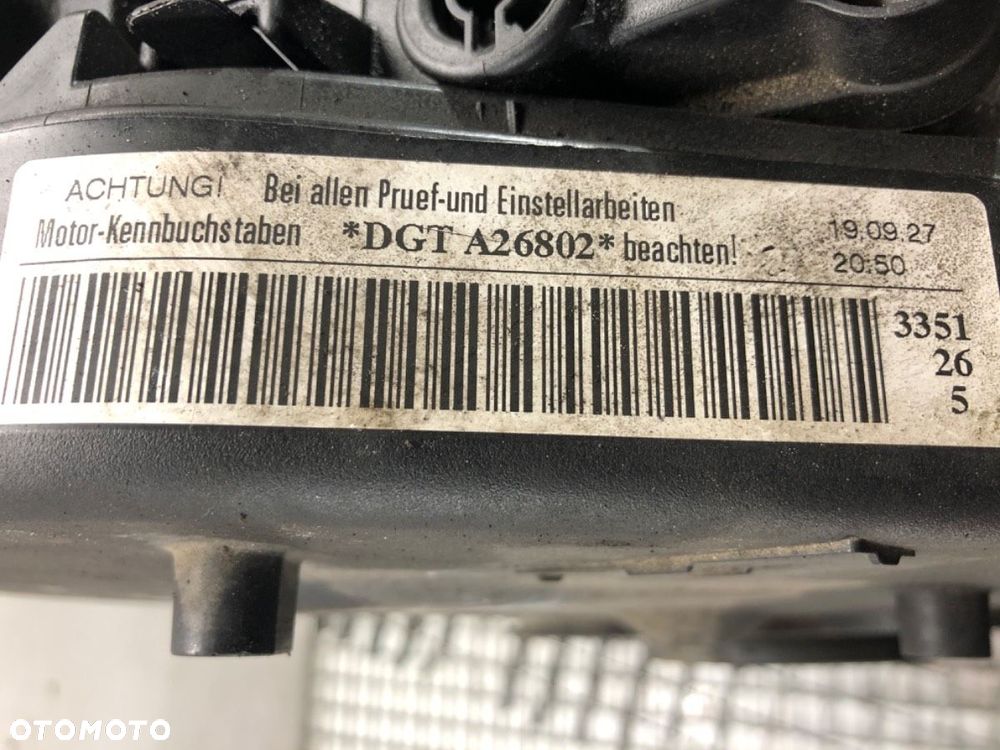 ACHTUNG! Bei allen Pruef-und Einstellarbeiten
Motor-Kennbuchstaben *DGT A26802* beachten!
19.09.27
20:50
3351
26
5
OTOMOTO